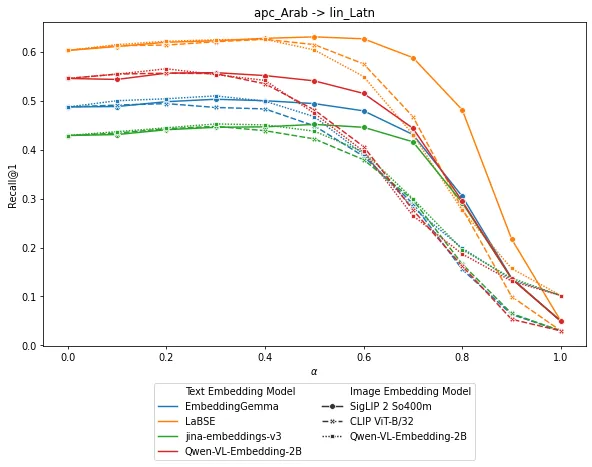 apc_Arab -> lin_Latn
Recall@1
0.6
0.5
0.4
0.3
0.2
0.1
0.0
0.0
0.2
0.4
0.6
0.8
1.0
α
Text Embedding Model
EmbeddingGemma
LaBSE
jina-embeddings-v3
Qwen-VL-Embedding-2B
Image Embedding Model
SigLIP 2 So400m
CLIP ViT-B/32
Qwen-VL-Embedding-2B